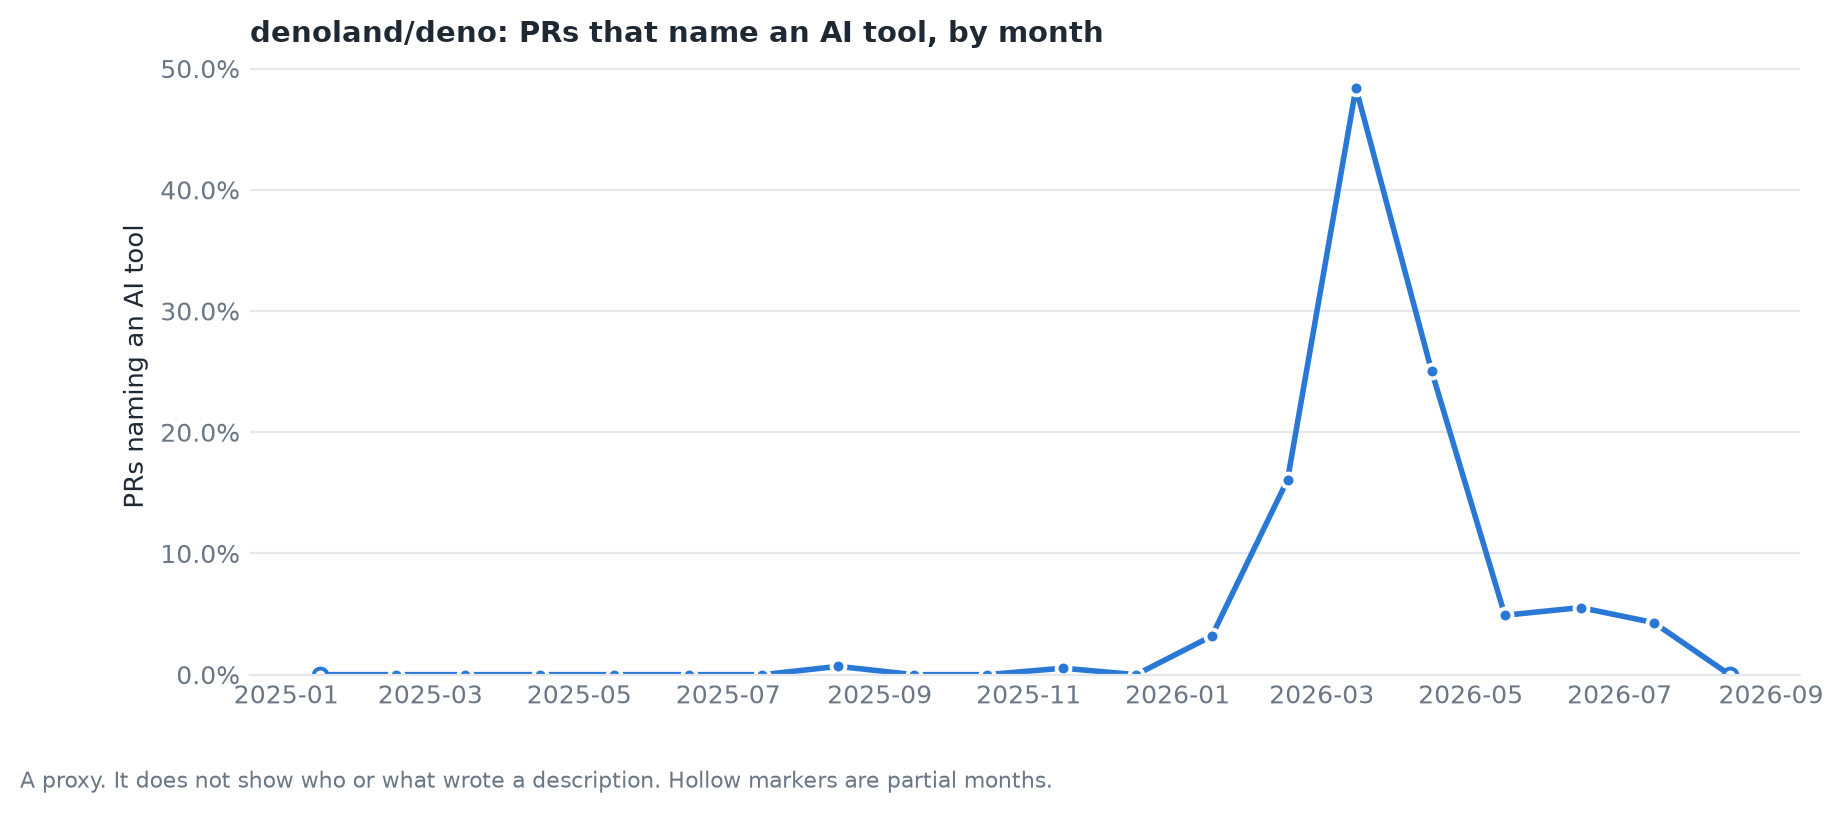 denoland/deno: PRs that name an AI tool, by month
50.0%
40.0%
30.0%
20.0%
10.0%
0.0%
PRs naming an AI tool
2025-01 2025-03 2025-05 2025-07 2025-09 2025-11 2026-01 2026-03 2026-05 2026-07 2026-09
A proxy. It does not show who or what wrote a description. Hollow markers are partial months.